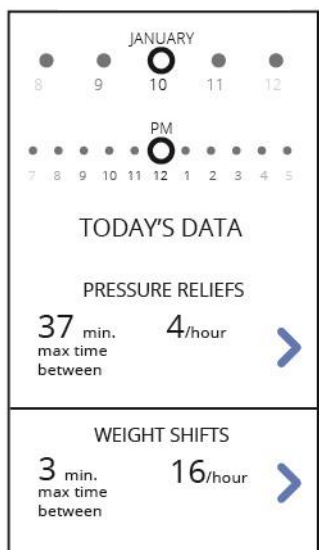 JANUARY
8 9 10 11 12
PM
7 8 9 10 11 12 1 2 3 4 5
TODAY'S DATA
PRESSURE RELIEFS
37 min. 4/hour
max time
between
WEIGHT SHIFTS
3 min. 16/hour
max time
between